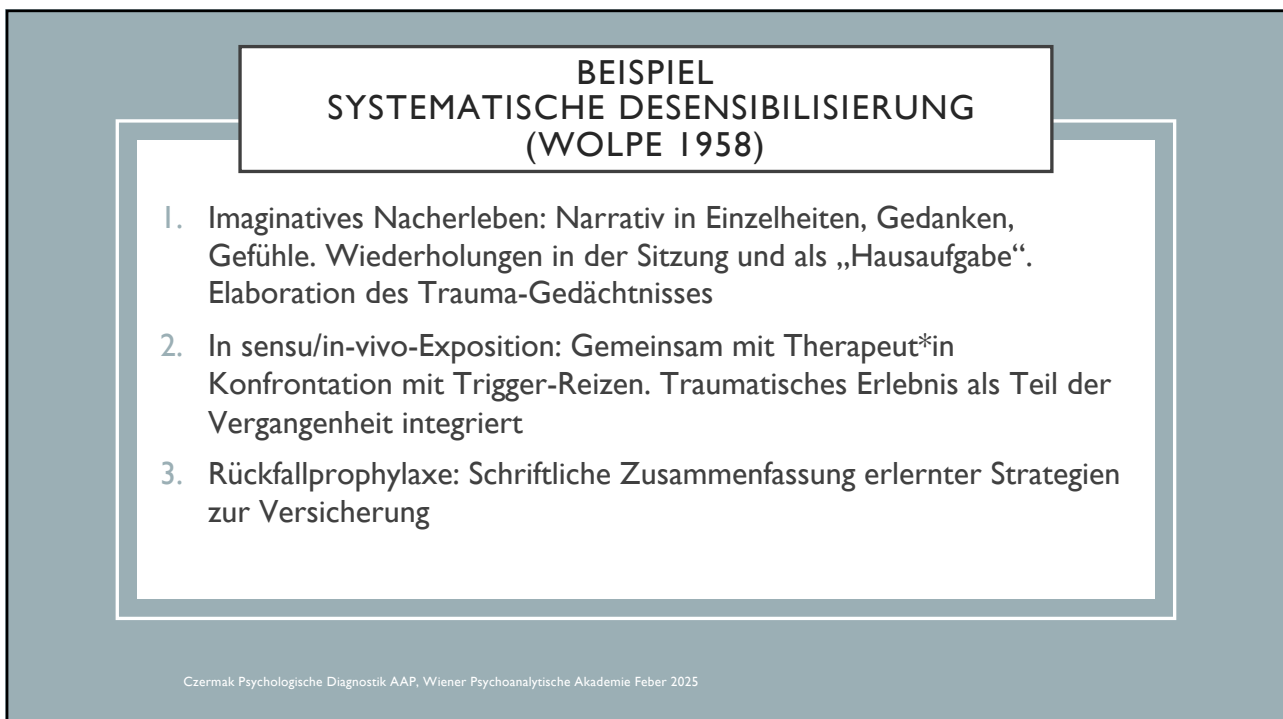 BEISPIEL
SYSTEMATISCHE DESENSIBILISIERUNG
(WOLPE 1958)
1. Imaginatives Nacherleben: Narrativ in Einzelheiten, Gedanken,
Gefühle. Wiederholungen in der Sitzung und als „Hausaufgabe“.
Elaboration des Trauma-Gedächtnisses
2. In sensu/in-vivo-Exposition: Gemeinsam mit Therapeut*in
Konfrontation mit Trigger-Reizen. Traumatisches Erlebnis als Teil der
Vergangenheit integriert
3. Rückfallprophylaxe: Schriftliche Zusammenfassung erlernter Strategien
zur Versicherung
Czermak Psychologische Diagnostik AAP, Wiener Psychoanalytische Akademie Feber 2025